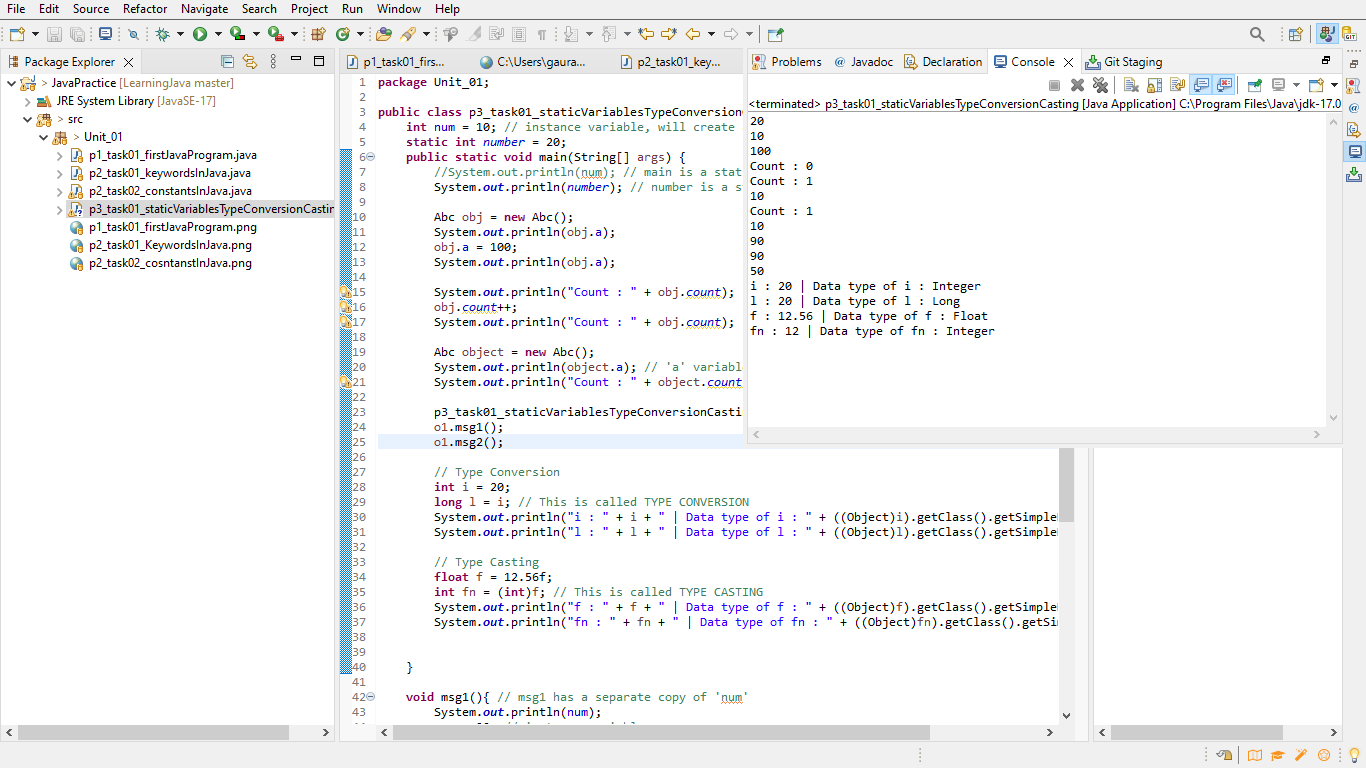 File Edit Source Refactor Navigate Search Project Run Window Help
Package Explorer
JavaPractice [LearningJava master]
JRE System Library [JavaSE-17]
src
Unit_01
p1_task01_firstJavaProgram.java
p2_task01_keywordsInJava.java
p2_task02_constantsInJava.java
p3_task01_staticVariablesTypeConversionCastin
p1_task01_firstJavaProgram.png
p2_task01_KeywordsInJava.png
p2_task02_cosntanstInJava.png
p1_task01_firs... C:\Users\gaura... p2_task01_key...
1 package Unit_01;
2
3 public class p3_task01_staticVariablesTypeConversion
4 int num = 10; // instance variable, will create
5 static int number = 20;
6 public static void main(String[] args) {
7 //System.out.println(num); // main is a stat
8 System.out.println(number); // number is a s
9
10 Abc obj = new Abc();
11 System.out.println(obj.a);
12 obj.a = 100;
13 System.out.println(obj.a);
14
15 System.out.println("Count : " + obj.count);
16 obj.count++;
17 System.out.println("Count : " + obj.count);
18
19 Abc object = new Abc();
20 System.out.println(object.a); // 'a' variabl
21 System.out.println("Count : " + object.count
22
23 p3_task01_staticVariablesTypeConversionCasti
24 o1.msg1();
25 o1.msg2();
26
27 // Type Conversion
28 int i = 20;
29 long l = i; // This is called TYPE CONVERSION
30 System.out.println("i : " + i + " | Data type of i : " + ((Object)i).getClass().getSimple
31 System.out.println("l : " + l + " | Data type of l : " + ((Object)l).getClass().getSimple
32
33 // Type Casting
34 float f = 12.56f;
35 int fn = (int)f; // This is called TYPE CASTING
36 System.out.println("f : " + f + " | Data type of f : " + ((Object)f).getClass().getSimple
37 System.out.println("fn : " + fn + " | Data type of fn : " + ((Object)fn).getClass().getSi
38
39
40 }
41
42 void msg1(){ // msg1 has a separate copy of 'num'
43 System.out.println(num);
Problems Javadoc Declaration Console Git Staging
<terminated> p3_task01_staticVariablesTypeConversionCasting [Java Application] C:\Program Files\Java\jdk-17.0
20
10
100
Count : 0
Count : 1
10
Count : 1
10
90
90
50
i : 20 | Data type of i : Integer
l : 20 | Data type of l : Long
f : 12.56 | Data type of f : Float
fn : 12 | Data type of fn : Integer